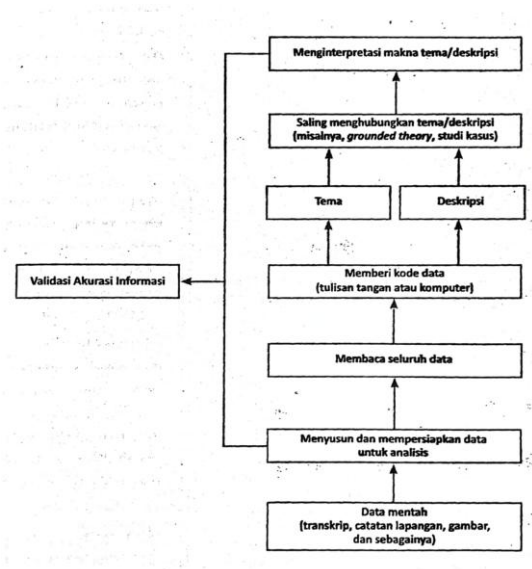 Menginterpretasi makna tema/deskripsi
Saling menghubungkan tema/deskripsi
(misalnya, grounded theory, studi kasus)
Tema
Deskripsi
Validasi Akurasi Informasi
Memberi kode data
(tulisan tangan atau komputer)
Membaca seluruh data
Menyusun dan mempersiapkan data
untuk analisis
Data mentah
(transkrip, catatan lapangan, gambar,
dan sebagainya)